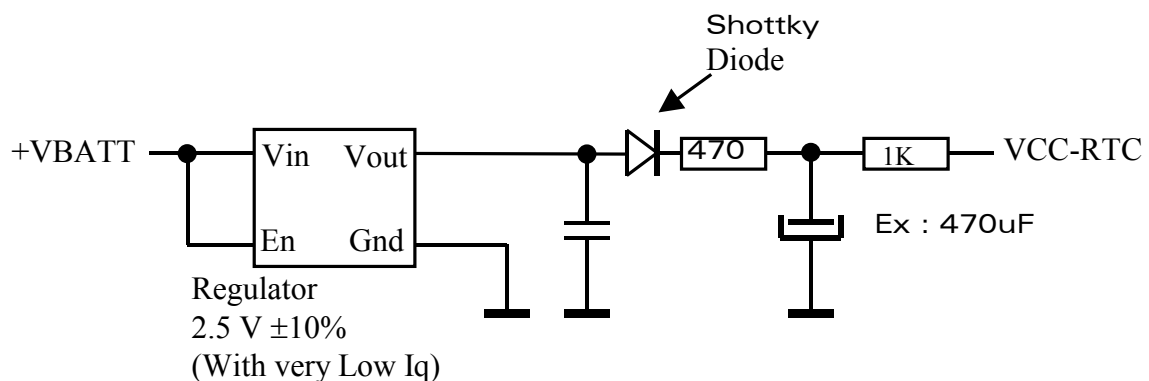 Shottky
Diode
+VBATT
Vin
Vout
470
1K
VCC-RTC
En
Gnd
Ex : 470uF
Regulator
2.5 V ±10%
(With very Low Iq)